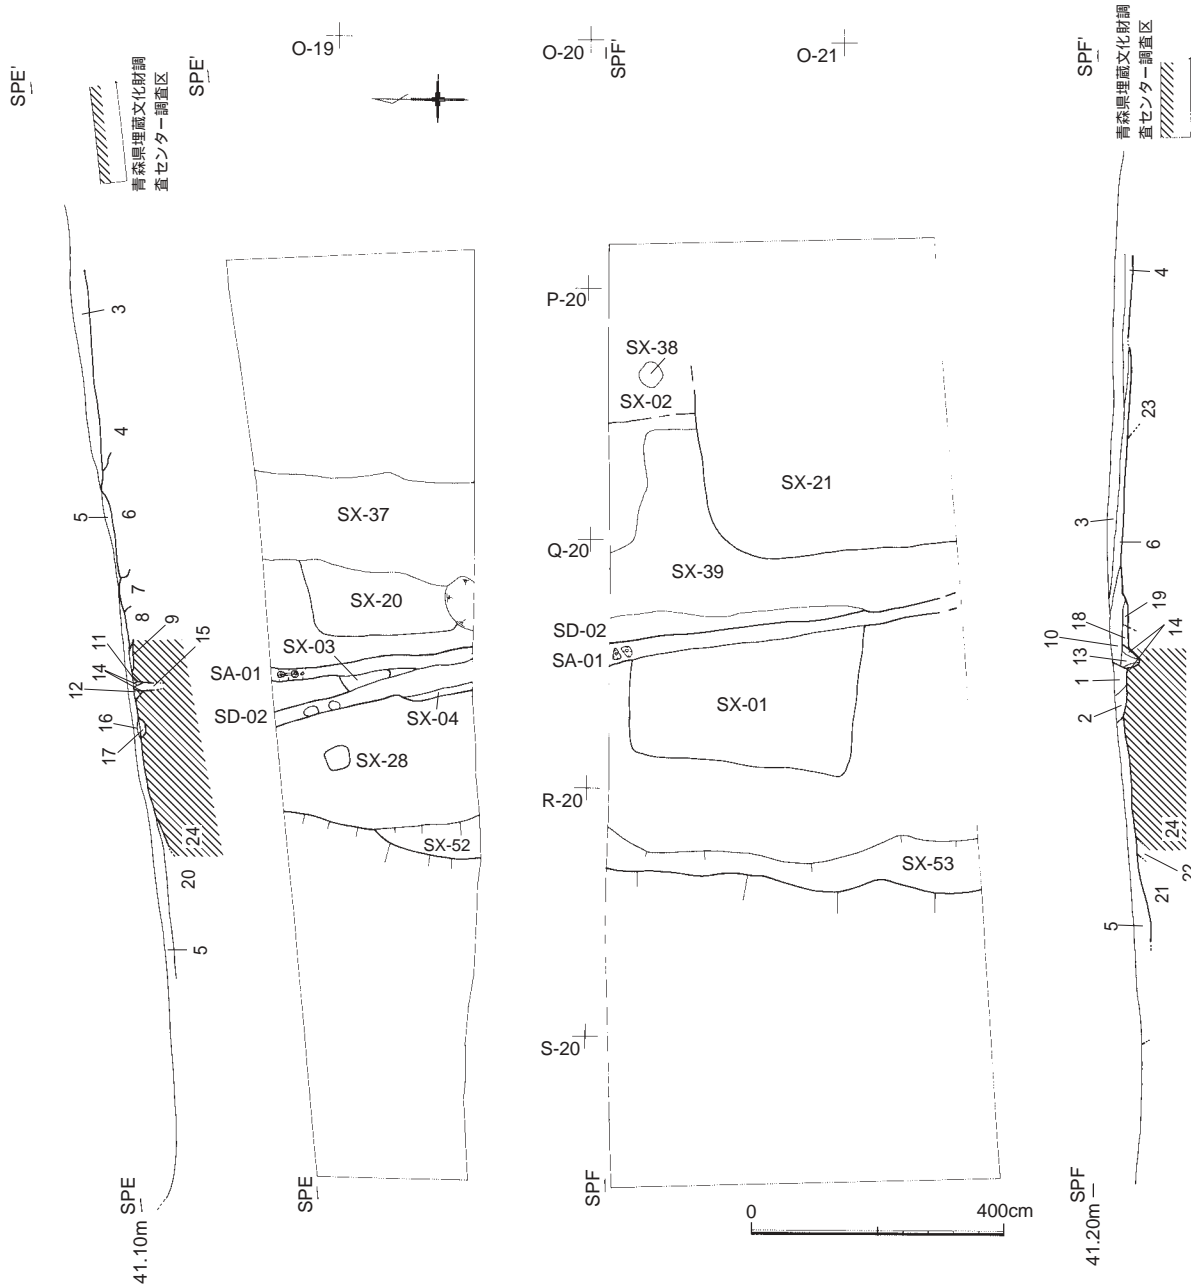 SPE'
青森県埋蔵文化財調
査センター調査区
3
4
5
6
7
8
9
11
14
12
15
16
17
24
20
5
SPE
41.10m
SPE'
O-19
SX-37
SX-20
SX-03
SA-01
SD-02
SX-04
SX-28
SX-52
SPE
O-20
SPF'
O-21
P-20
SX-38
SX-02
SX-21
Q-20
SX-39
SD-02
SA-01
SX-01
R-20
SX-53
S-20
SPF
0
400cm
SPF'
青森県埋蔵文化財調
査センター調査区
4
23
3
6
19
18
14
10
13
1
2
24
22
21
5
SPF
41.20m